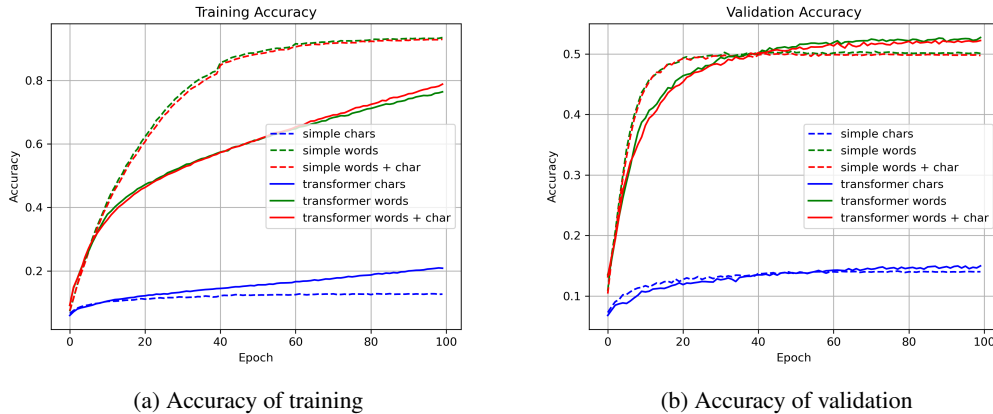 Training Accuracy
Accuracy
0.8
0.6
0.4
0.2
0
20
40
60
80
100
Epoch
simple chars
simple words
simple words + char
transformer chars
transformer words
transformer words + char
(a) Accuracy of training
Validation Accuracy
Accuracy
0.5
0.4
0.3
0.2
0.1
0
20
40
60
80
100
Epoch
simple chars
simple words
simple words + char
transformer chars
transformer words
transformer words + char
(b) Accuracy of validation